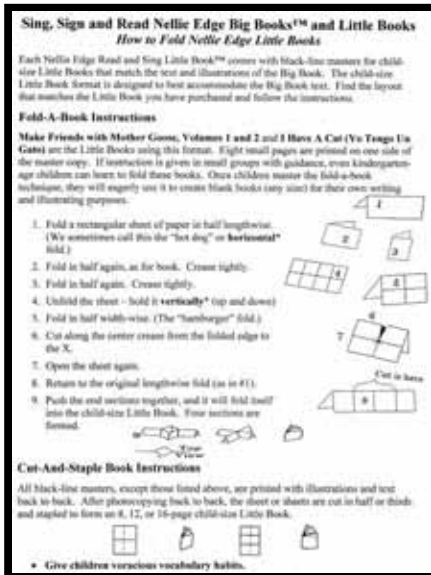 Sing, Sign and Read Nellie Edge Big Books™ and Little Books
How to Fold Nellie Edge Little Books
Each Nellie Edge Read and Sing Little Book™ comes with black-line masters for child-
size Little Books that match the text and illustrations of the Big Book. The child-size
Little Book format is designed to best accommodate the Big Book text. Find the layout
that matches the Little Book you have purchased and follow the instructions.
Fold-A-Book Instructions
Make Friends with Mother Goose, Volumes 1 and 2 and I Have A Cat (Yo Tengo Un
Gato) are the Little Books using this format. Eight small pages are printed on one side of
the master copy. If instruction is given in small groups with guidance, even kindergarten-
age children can learn to fold these books. Once children master the fold-a-book
technique, they will eagerly use it to create blank books (any size) for their own writing
and illustrating purposes.
1. Fold a rectangular sheet of paper in half lengthwise.
(We sometimes call this the "hot dog" or horizontal*
fold.)
2. Fold in half again, as for book. Crease tightly.
3. Fold in half again. Crease tightly.
4. Unfold the sheet – hold it vertically* (up and down)
5. Fold in half width-wise. (The "hamburger" fold.)
6. Cut along the center crease from the folded edge to
the X.
7. Open the sheet again.
8. Return to the original lengthwise fold (as in #1).
9. Push the end sections together, and it will fold itself
into the child-size Little Book. Four sections are
formed.
1
2
3
4
5
6
7
Cut is here
8
Top
View
Cut-And-Staple Book Instructions
All black-line masters, except those listed above, are printed with illustrations and text
back to back. After photocopying back to back, the sheet or sheets are cut in half or thirds
and stapled to form an 8, 12, or 16-page child-size Little Book.
• Give children voracious vocabulary habits.